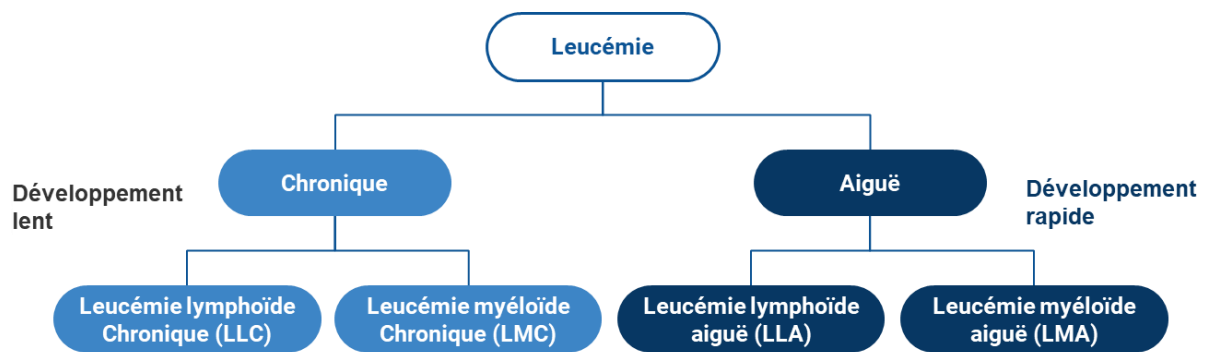 Leucémie
Chronique
Aiguë
Développement
lent
Développement
rapide
Leucémie lymphoïde
Chronique (LLC)
Leucémie myéloïde
Chronique (LMC)
Leucémie lymphoïde
aiguë (LLA)
Leucémie myéloïde
aiguë (LMA)